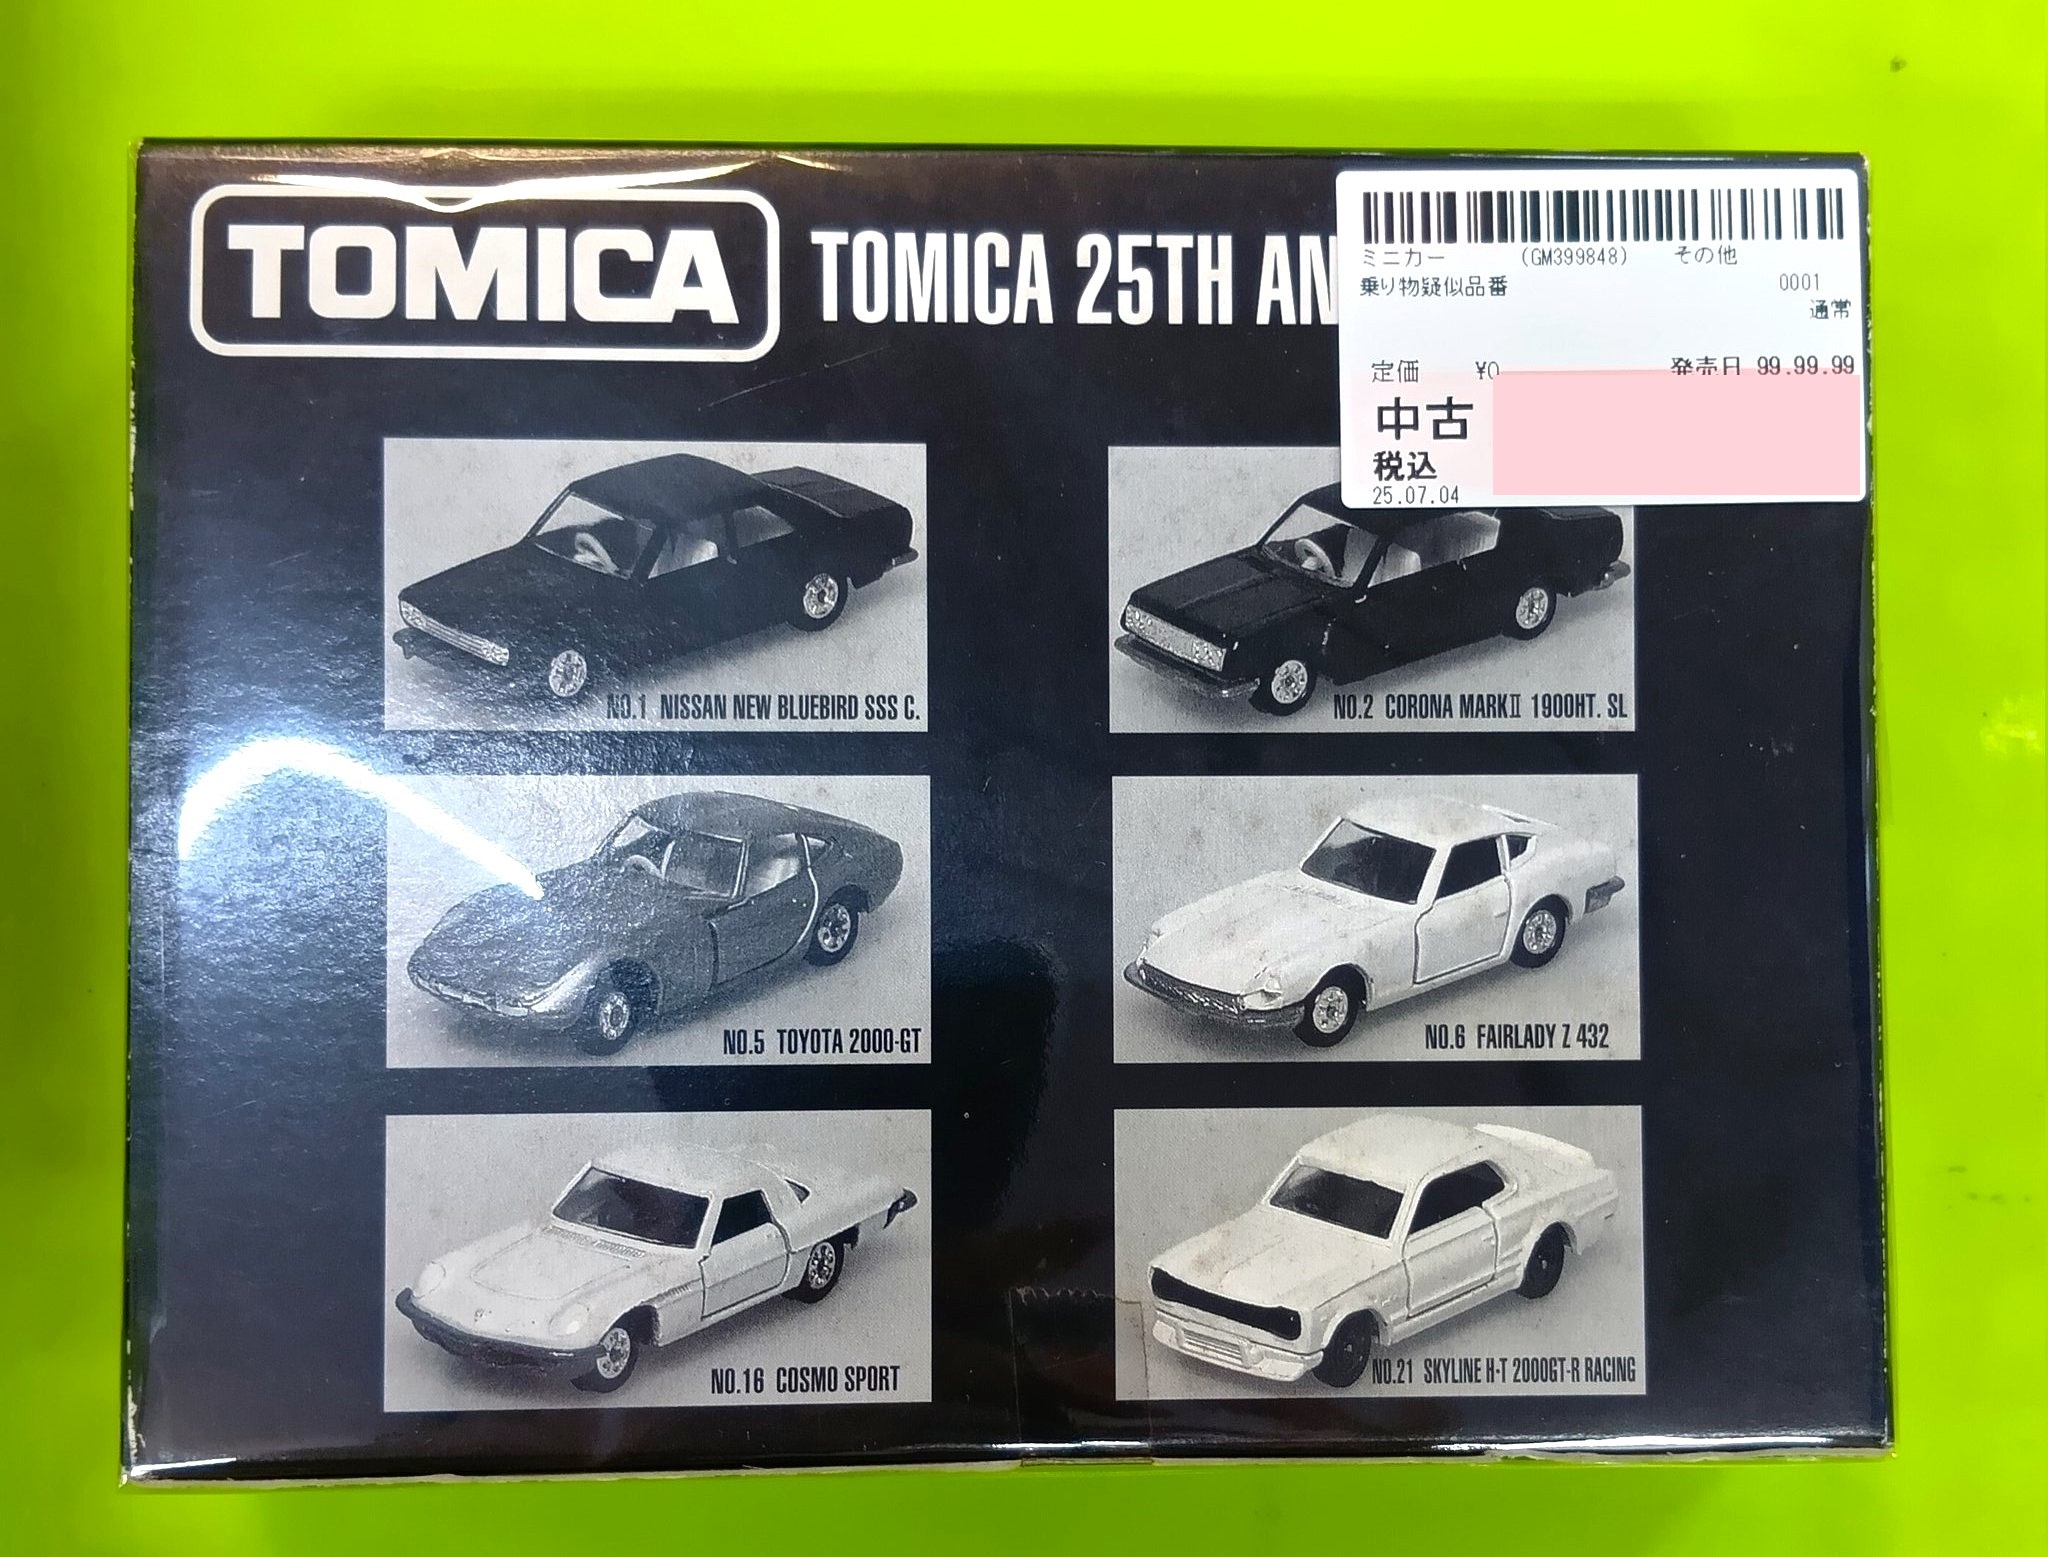 TOMICA
TOMICA 25TH AN
ミニカー (GM399848) その他
乗り物疑似品番 0001
通常
定価 ¥0 発売日 99.99.99
中古
税込
25.07.04
NO.1 NISSAN NEW BLUEBIRD SSS C.
NO.2 CORONA MARKⅡ 1900HT. SL
NO.5 TOYOTA 2000-GT
NO.6 FAIRLADY Z 432
NO.16 COSMO SPORT
NO.21 SKYLINE H·T 2000GT-R RACING